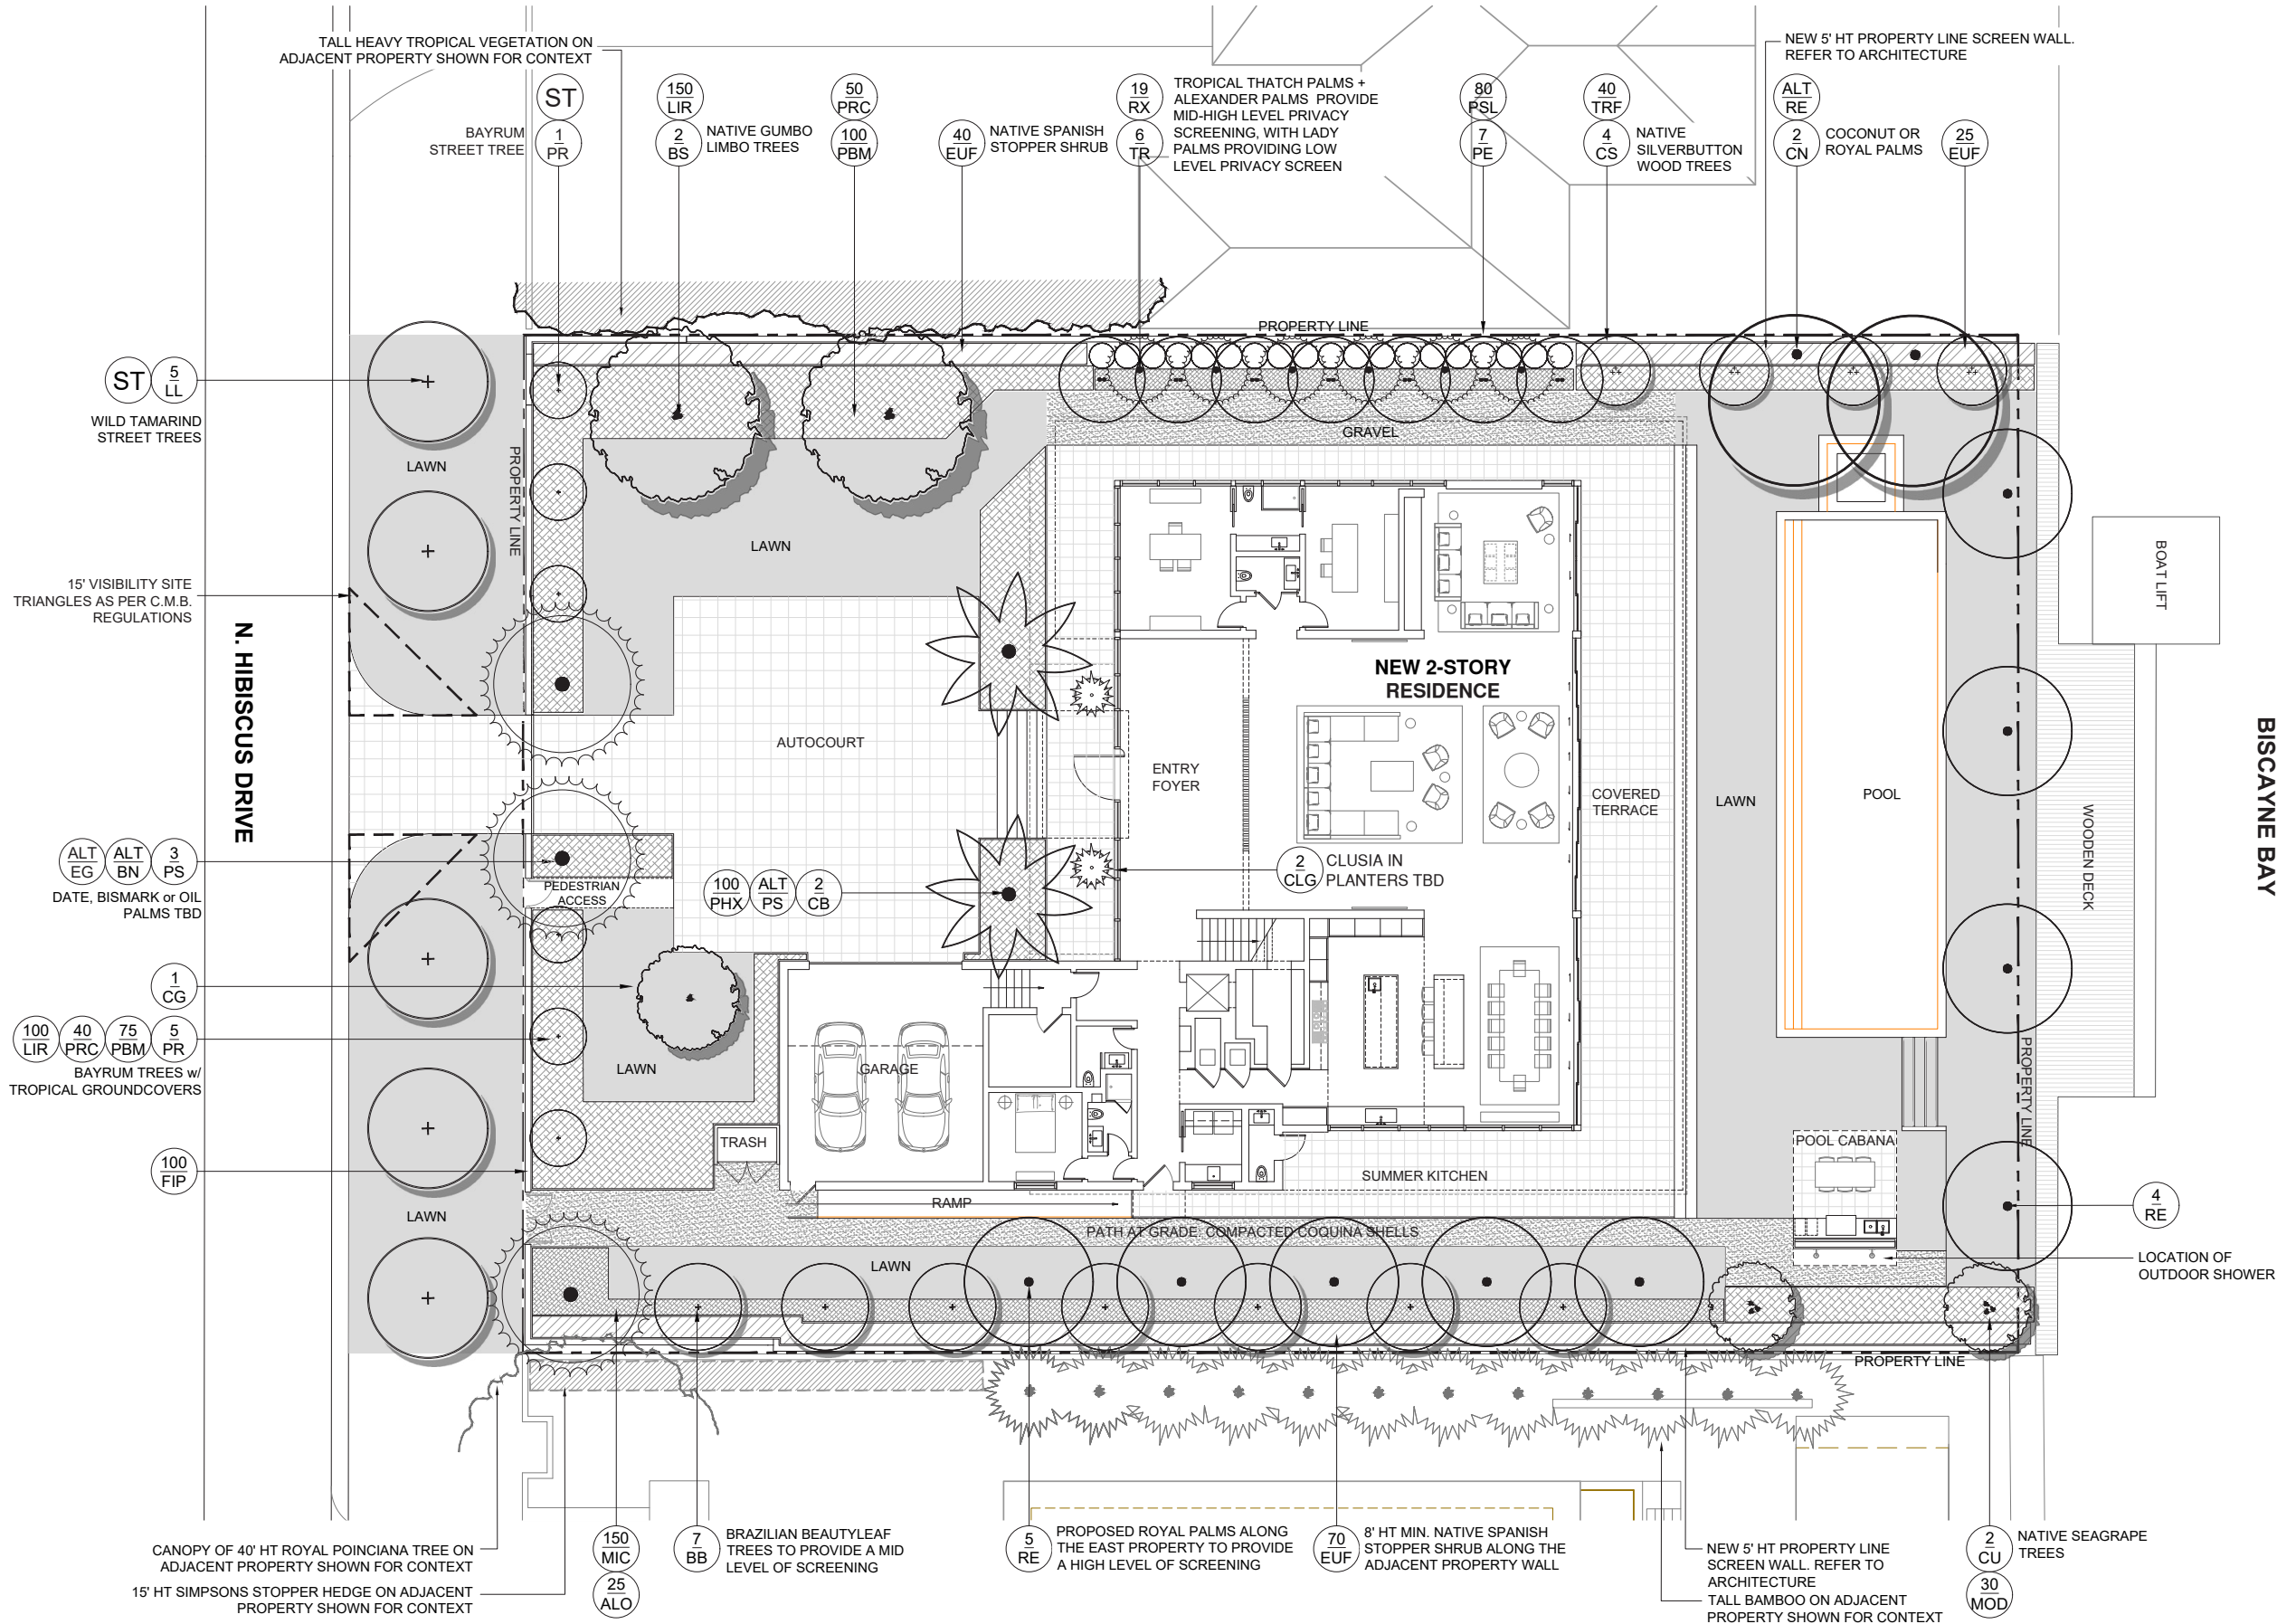 TALL HEAVY TROPICAL VEGETATION ON
ADJACENT PROPERTY SHOWN FOR CONTEXT
NEW 5' HT PROPERTY LINE SCREEN WALL.
REFER TO ARCHITECTURE
ST
1
PR
BAYRUM
STREET TREE
150
LIR
2
BS
NATIVE GUMBO
LIMBO TREES
50
PRC
100
PBM
40
EUF
NATIVE SPANISH
STOPPER SHRUB
19
RX
6
TR
TROPICAL THATCH PALMS +
ALEXANDER PALMS PROVIDE
MID-HIGH LEVEL PRIVACY
SCREENING, WITH LADY
PALMS PROVIDING LOW
LEVEL PRIVACY SCREEN
80
PSL
7
PE
40
TRF
4
CS
NATIVE
SILVERBUTTON
WOOD TREES
ALT
RE
2
CN
COCONUT OR
ROYAL PALMS
25
EUF
PROPERTY LINE
ST
5
LL
WILD TAMARIND
STREET TREES
LAWN
PROPERTY LINE
GRAVEL
LAWN
15' VISIBILITY SITE
TRIANGLES AS PER C.M.B.
REGULATIONS
N. HIBISCUS DRIVE
BOAT LIFT
NEW 2-STORY
RESIDENCE
AUTOCOURT
ENTRY
FOYER
COVERED
TERRACE
LAWN
POOL
WOODEN DECK
BISCAYNE BAY
ALT
EG
ALT
BN
3
PS
DATE, BISMARK or OIL
PALMS TBD
PEDESTRIAN
ACCESS
100
PHX
ALT
PS
2
CB
2
CLG
CLUSIA IN
PLANTERS TBD
1
CG
100
LIR
40
PRC
75
PBM
5
PR
BAYRUM TREES w/
TROPICAL GROUNDCOVERS
LAWN
GARAGE
PROPERTY LINE
TRASH
POOL CABANA
100
FIP
SUMMER KITCHEN
RAMP
4
RE
LAWN
PATH AT GRADE: COMPACTED COQUINA SHELLS
LAWN
LOCATION OF
OUTDOOR SHOWER
PROPERTY LINE
CANOPY OF 40' HT ROYAL POINCIANA TREE ON
ADJACENT PROPERTY SHOWN FOR CONTEXT
15' HT SIMPSONS STOPPER HEDGE ON ADJACENT
PROPERTY SHOWN FOR CONTEXT
150
MIC
25
ALO
7
BB
BRAZILIAN BEAUTYLEAF
TREES TO PROVIDE A MID
LEVEL OF SCREENING
5
RE
PROPOSED ROYAL PALMS ALONG
THE EAST PROPERTY TO PROVIDE
A HIGH LEVEL OF SCREENING
70
EUF
8' HT MIN. NATIVE SPANISH
STOPPER SHRUB ALONG THE
ADJACENT PROPERTY WALL
NEW 5' HT PROPERTY LINE
SCREEN WALL. REFER TO
ARCHITECTURE
TALL BAMBOO ON ADJACENT
PROPERTY SHOWN FOR CONTEXT
2
CU
30
MOD
NATIVE SEAGRAPE
TREES